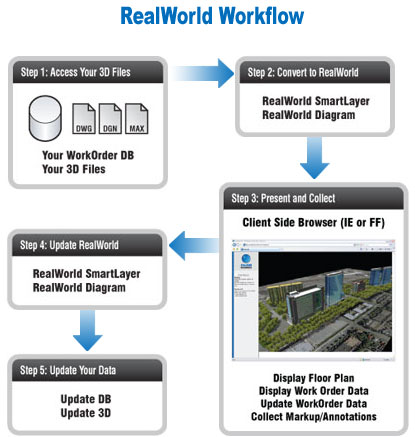 RealWorld Workflow
Step 1: Access Your 3D Files
DWG
DGN
MAX
Your WorkOrder DB
Your 3D Files
Step 2: Convert to RealWorld
RealWorld SmartLayer
RealWorld Diagram
Step 3: Present and Collect
Client Side Browser (IE or FF)
Display Floor Plan
Display Work Order Data
Update WorkOrder Data
Collect Markup/Annotations
Step 4: Update RealWorld
RealWorld SmartLayer
RealWorld Diagram
Step 5: Update Your Data
Update DB
Update 3D